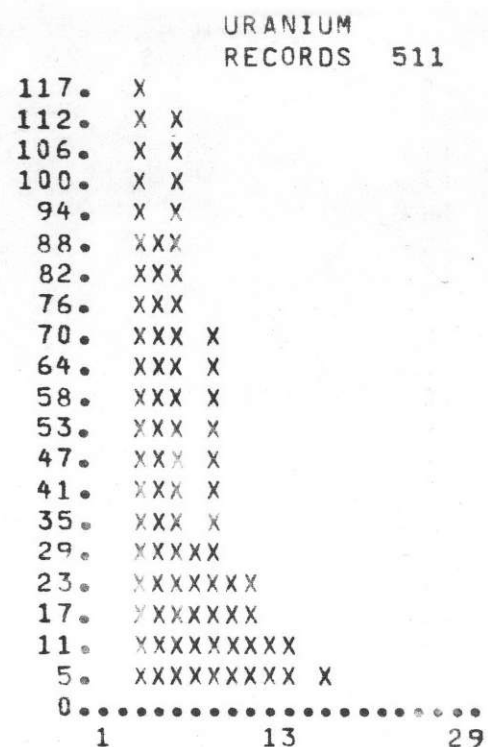 URANIUM
RECORDS 511
117. X
112. X X
106. X X
100. X X
94. X X
88. XXX
82. XXX
76. XXX
70. XXX X
64. XXX X
58. XXX X
53. XXX X
47. XXX X
41. XXX X
35. XXX X
29. XXXXX
23. XXXXXXX
17. XXXXXXX
11. XXXXXXXXX
5. XXXXXXXXX X
0......................
1 13 29